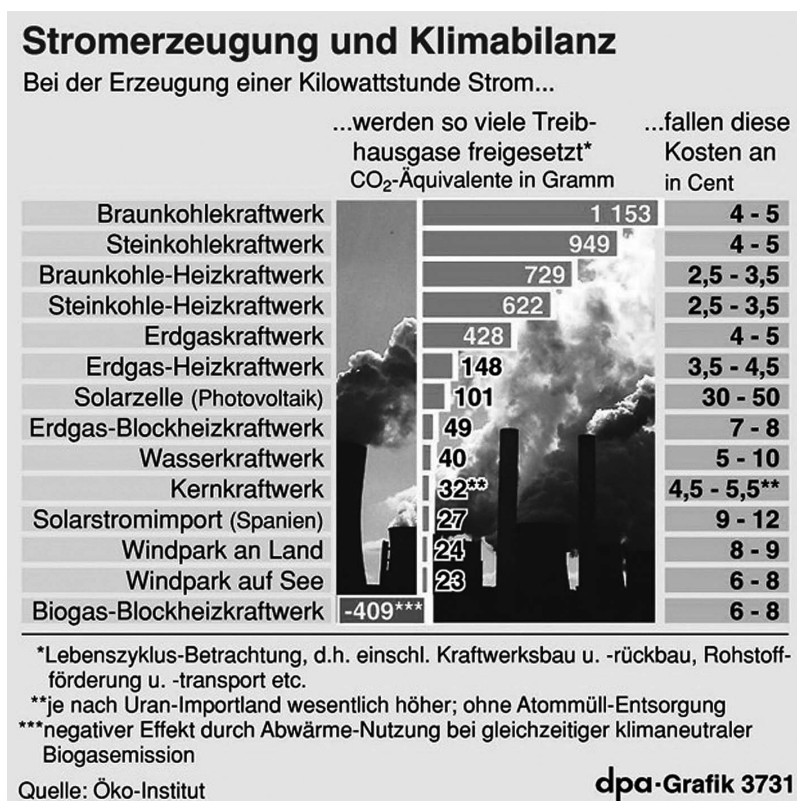 Stromerzeugung und Klimabilanz
Bei der Erzeugung einer Kilowattstunde Strom...
...werden so viele Treib-
hausgase freigesetzt*
CO₂-Äquivalente in Gramm
...fallen diese
Kosten an
in Cent
Braunkohlekraftwerk 1 153 4 - 5
Steinkohlekraftwerk 949 4 - 5
Braunkohle-Heizkraftwerk 729 2,5 - 3,5
Steinkohle-Heizkraftwerk 622 2,5 - 3,5
Erdgaskraftwerk 428 4 - 5
Erdgas-Heizkraftwerk 148 3,5 - 4,5
Solarzelle (Photovoltaik) 101 30 - 50
Erdgas-Blockheizkraftwerk 49 7 - 8
Wasserkraftwerk 40 5 - 10
Kernkraftwerk 32** 4,5 - 5,5**
Solarstromimport (Spanien) 27 9 - 12
Windpark an Land 24 8 - 9
Windpark auf See 23 6 - 8
Biogas-Blockheizkraftwerk -409*** 6 - 8
*Lebenszyklus-Betrachtung, d.h. einschl. Kraftwerksbau u. -rückbau, Rohstoff-
förderung u. -transport etc.
**je nach Uran-Importland wesentlich höher; ohne Atommüll-Entsorgung
***negativer Effekt durch Abwärme-Nutzung bei gleichzeitiger klimaneutraler
Biogasemission
Quelle: Öko-Institut
dpa·Grafik 3731